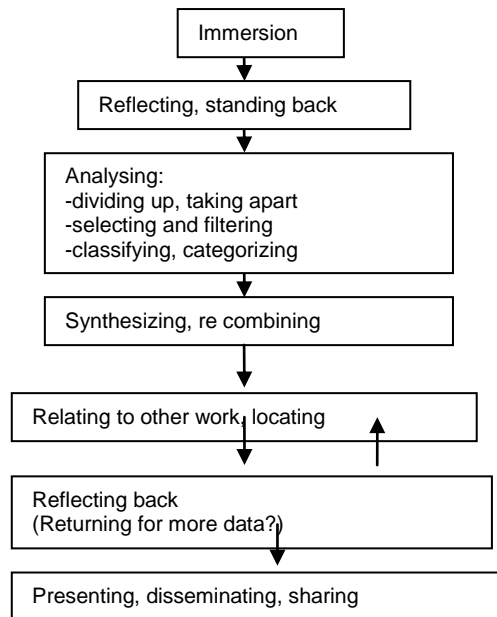 Immersion
Reflecting, standing back
Analysing:
-dividing up, taking apart
-selecting and filtering
-classifying, categorizing
Synthesizing, re combining
Relating to other work, locating
Reflecting back
(Returning for more data?)
Presenting, disseminating, sharing